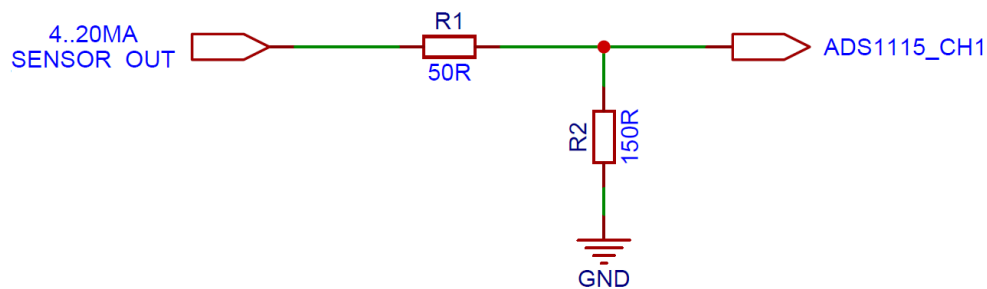 4..20MA
SENSOR OUT
R1
50R
ADS1115_CH1
R2
150R
GND